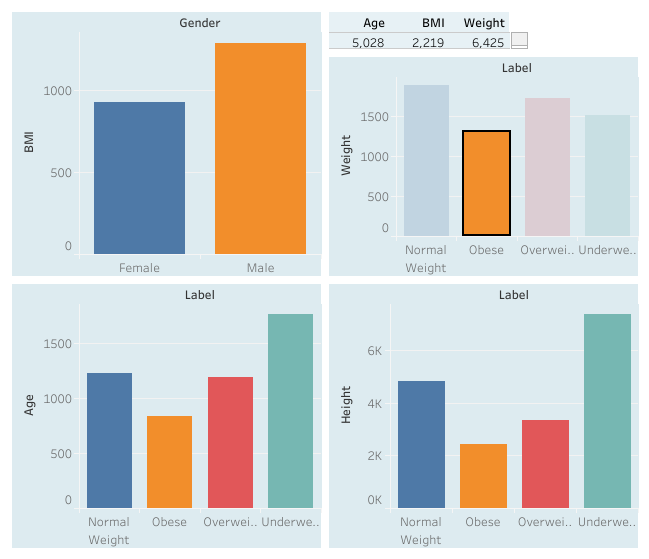 Gender
BMI
1000
500
0
Female Male
Age BMI Weight
5,028 2,219 6,425
Label
Weight
1500
1000
500
0
Normal Weight Obese Overwei.. Underwe..
Label
Age
1500
1000
500
0
Normal Weight Obese Overwei.. Underwe..
Label
Height
6K
4K
2K
0K
Normal Weight Obese Overwei.. Underwe..